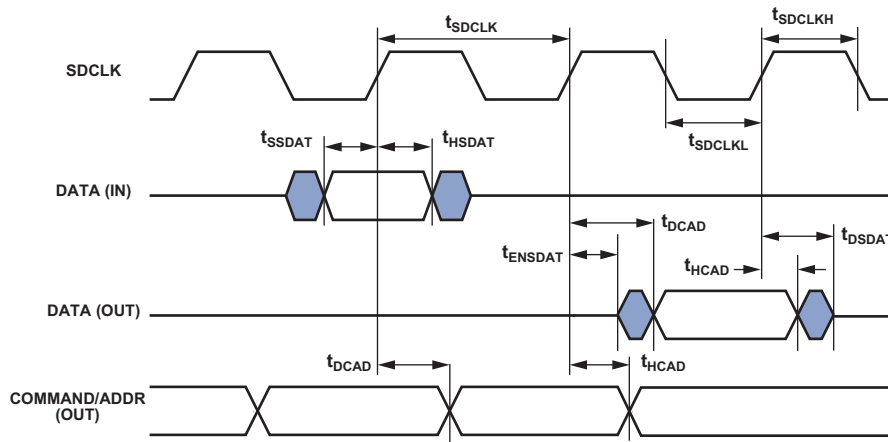 tSDCLK
tSDCLKH
SDCLK
tSSDAT
tHSDAT
tSDCLKL
DATA (IN)
tDCAD
tENSDAT
tHCAD
tDSDAT
DATA (OUT)
tDCAD
tHCAD
COMMAND/ADDR
(OUT)